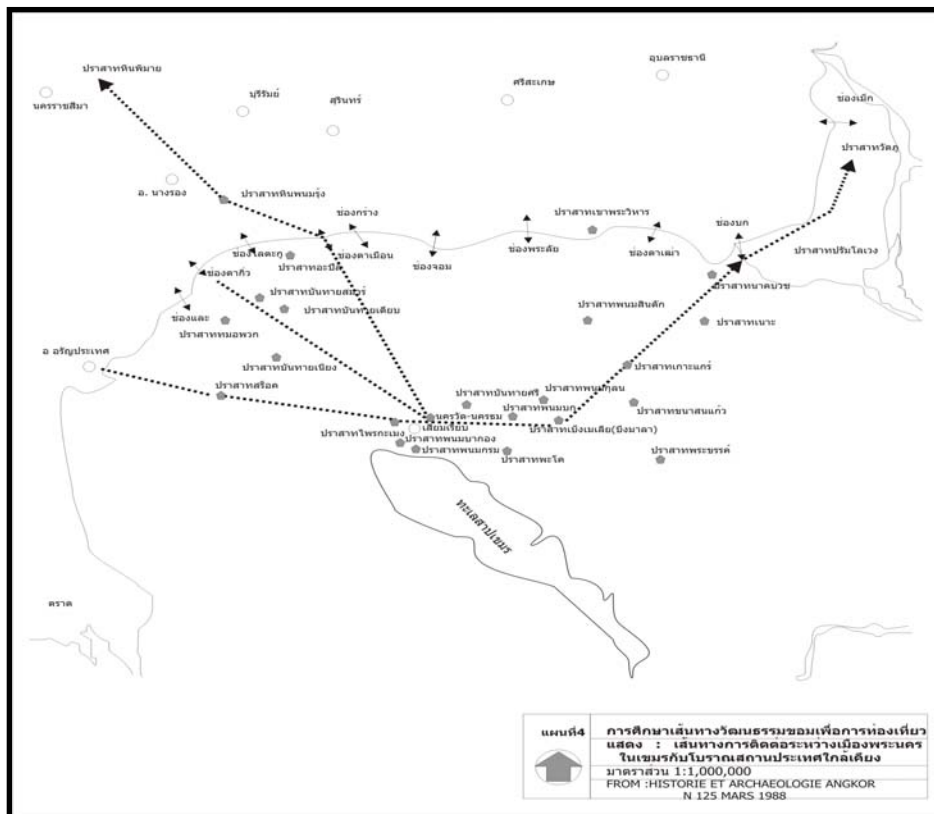 อุบลราชธานี
ปราสาทหินพิมาย
ศรีสะเกษ
นครราชสีมา
บุรีรัมย์
สุรินทร์
ช่องเม็ก
ปราสาทวัดภู
อ. นางรอง
ปราสาทหินพนมรุ้ง
ช่องกร่าง
ปราสาทเขาพระวิหาร
ช่องบก
ช่องโลตะกู
ช่องตาเมือน
ช่องพระลัย
ช่องตาเฒ่า
ปราสาทปรัมโลเวง
ปราสาทอะบิล
ช่องจอม
ช่องตากิ่ว
ปราสาทนาคบวช
ปราสาทบันทายสมาร์
ปราสาทบันทายเตียบ
ปราสาทพนมสินดัก
ช่องแระ
ปราสาททมอพวก
ปราสาทเนาะ
อ อรัญประเทศ
ปราสาทบันทายเนียง
ปราสาทเกาะแกร์
ปราสาทสร๊อค
ปราสาทบันทายศรี
ปราสาทพนมกุเลน
นครวัด-นครธม
ปราสาทพนมบก
ปราสาทขนาสนแก้ว
เสียมเรียบ
ปราสาทเบ็งเมเลีย(บึงมาลา)
ปราสาทไพรกะเมง
ปราสาทพนมบากอง
ปราสาทพนมกรม
ปราสาทพะโค
ปราสาทพระขรรค์
ทะเลสาปเขมร
ตราด
แผนที่4
การศึกษาเส้นทางวัฒนธรรมขอมเพื่อการท่องเที่ยว
แสดง : เส้นทางการติดต่อระหว่างเมืองพระนคร
ในเขมรกับโบราณสถานประเทศใกล้เคียง
มาตราส่วน 1:1,000,000
FROM :HISTORIE ET ARCHAEOLOGIE ANGKOR
N 125 MARS 1988